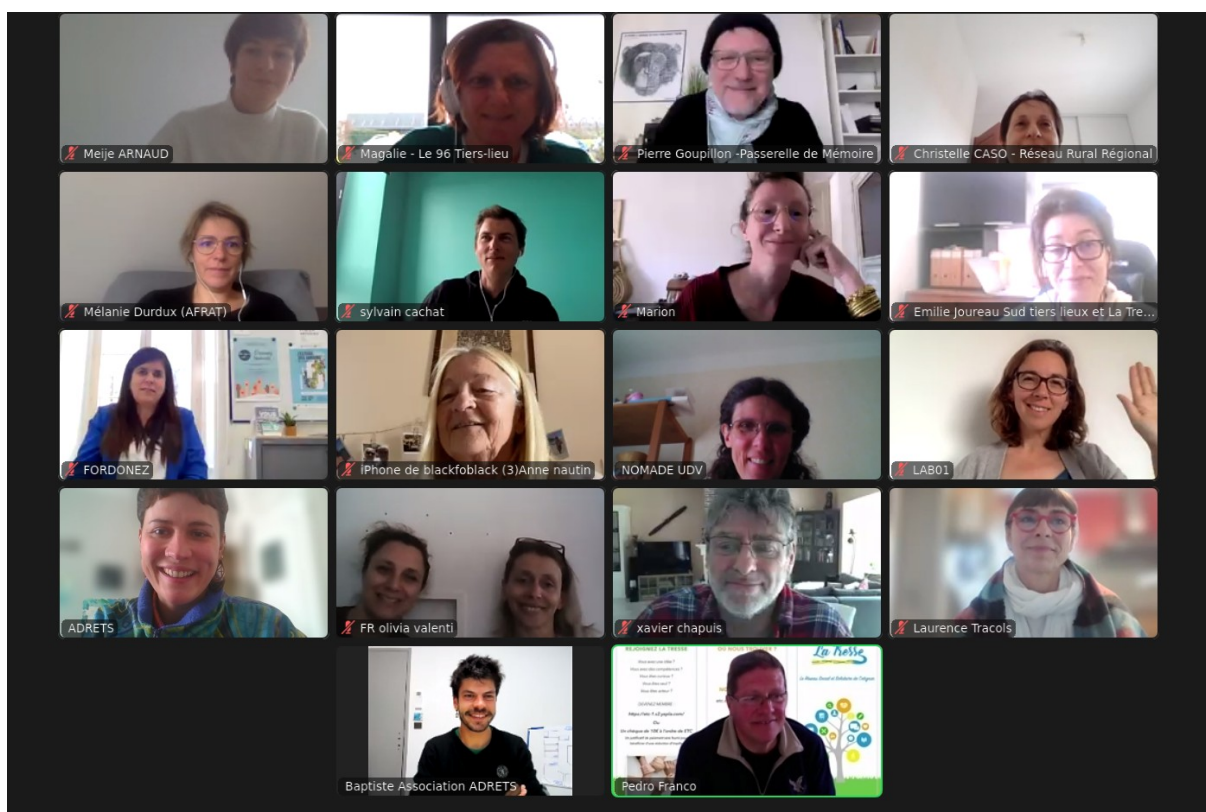 Meije ARNAUD
Magalie - Le 96 Tiers-lieu
Pierre Goupillon -Passerelle de Mémoire
Christelle CASO - Réseau Rural Régional
Mélanie Durdux (AFRAT)
sylvain cachat
Marion
Emilie Joureau Sud tiers lieux et La Tre...
FORDONEZ
iPhone de blackfoblack (3)Anne nautin
NOMADE UDV
LAB01
ADRETS
FR olivia valenti
xavier chapuis
Laurence Tracols
REJOIGNEZ LA TRESSE
La Tresse
Baptiste Association ADRETS
Pedro Franco